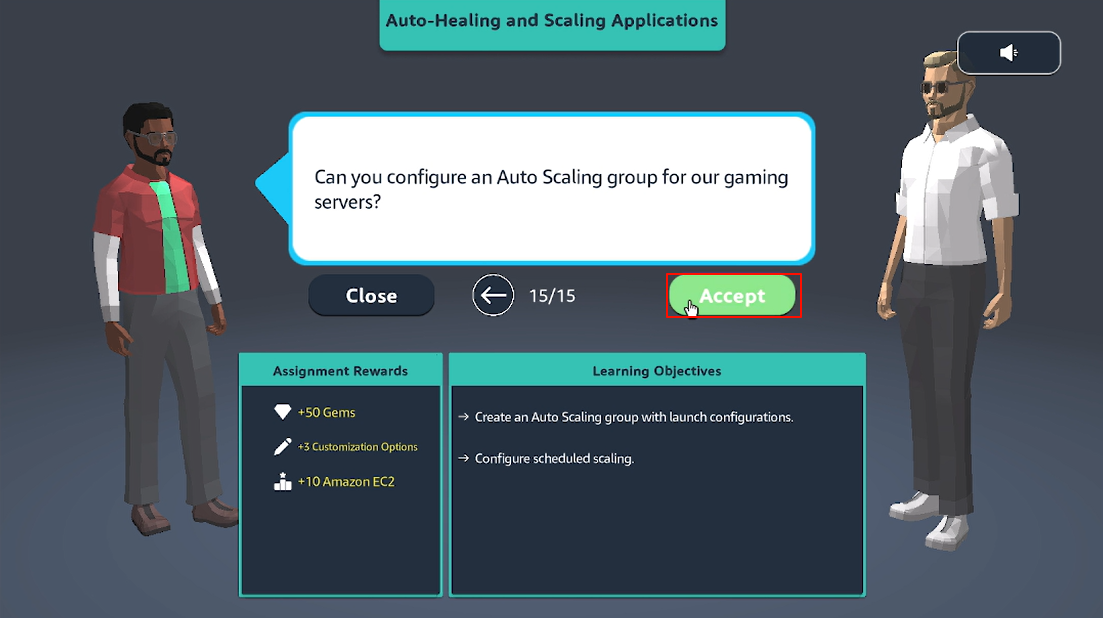 Auto-Healing and Scaling Applications
Can you configure an Auto Scaling group for our gaming
servers?
Close
15/15
Accept
Assignment Rewards
+50 Gems
+3 Customization Options
+10 Amazon EC2
Learning Objectives
→ Create an Auto Scaling group with launch configurations.
→ Configure scheduled scaling.